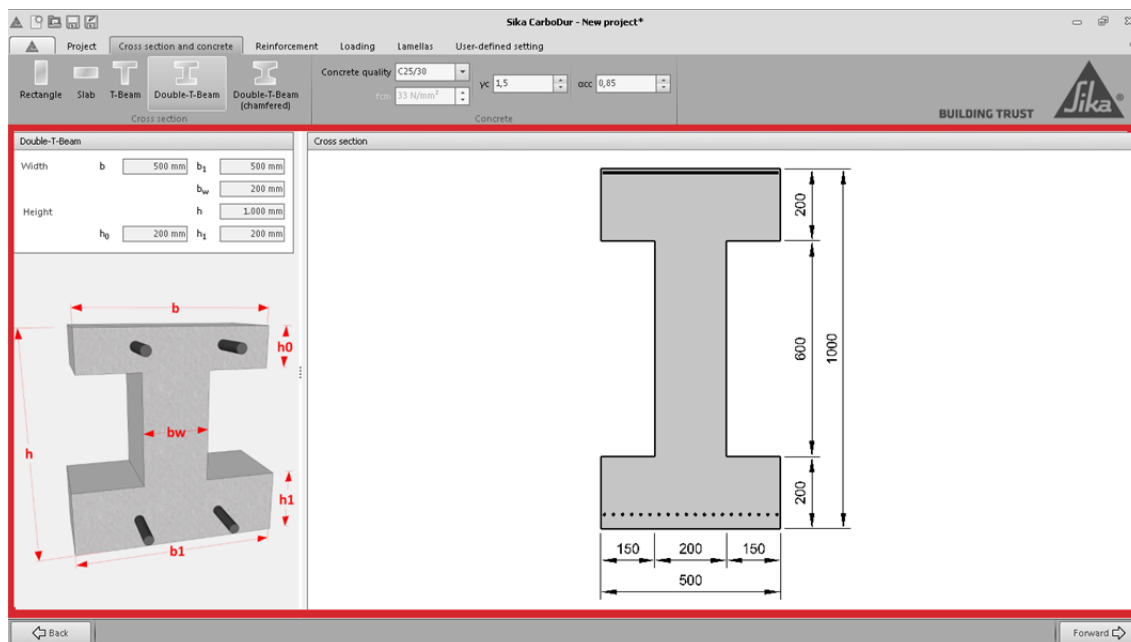 Sika CarboDur - New project*
Project Cross section and concrete Reinforcement Loading Lamellas User-defined setting
Rectangle Slab T-Beam Double-T-Beam Double-T-Beam (chamfered)
Cross section
Concrete quality C25/30
fcm 33 N/mm²
γc 1,5
αcc 0,85
Concrete
BUILDING TRUST
Sika®
Double-T-Beam
Width b 500 mm b1 500 mm
bw 200 mm
Height h 1.000 mm
h0 200 mm h1 200 mm
b
h0
bw
h
h1
b1
Cross section
200
600
1000
200
150 200 150
500
Back
Forward